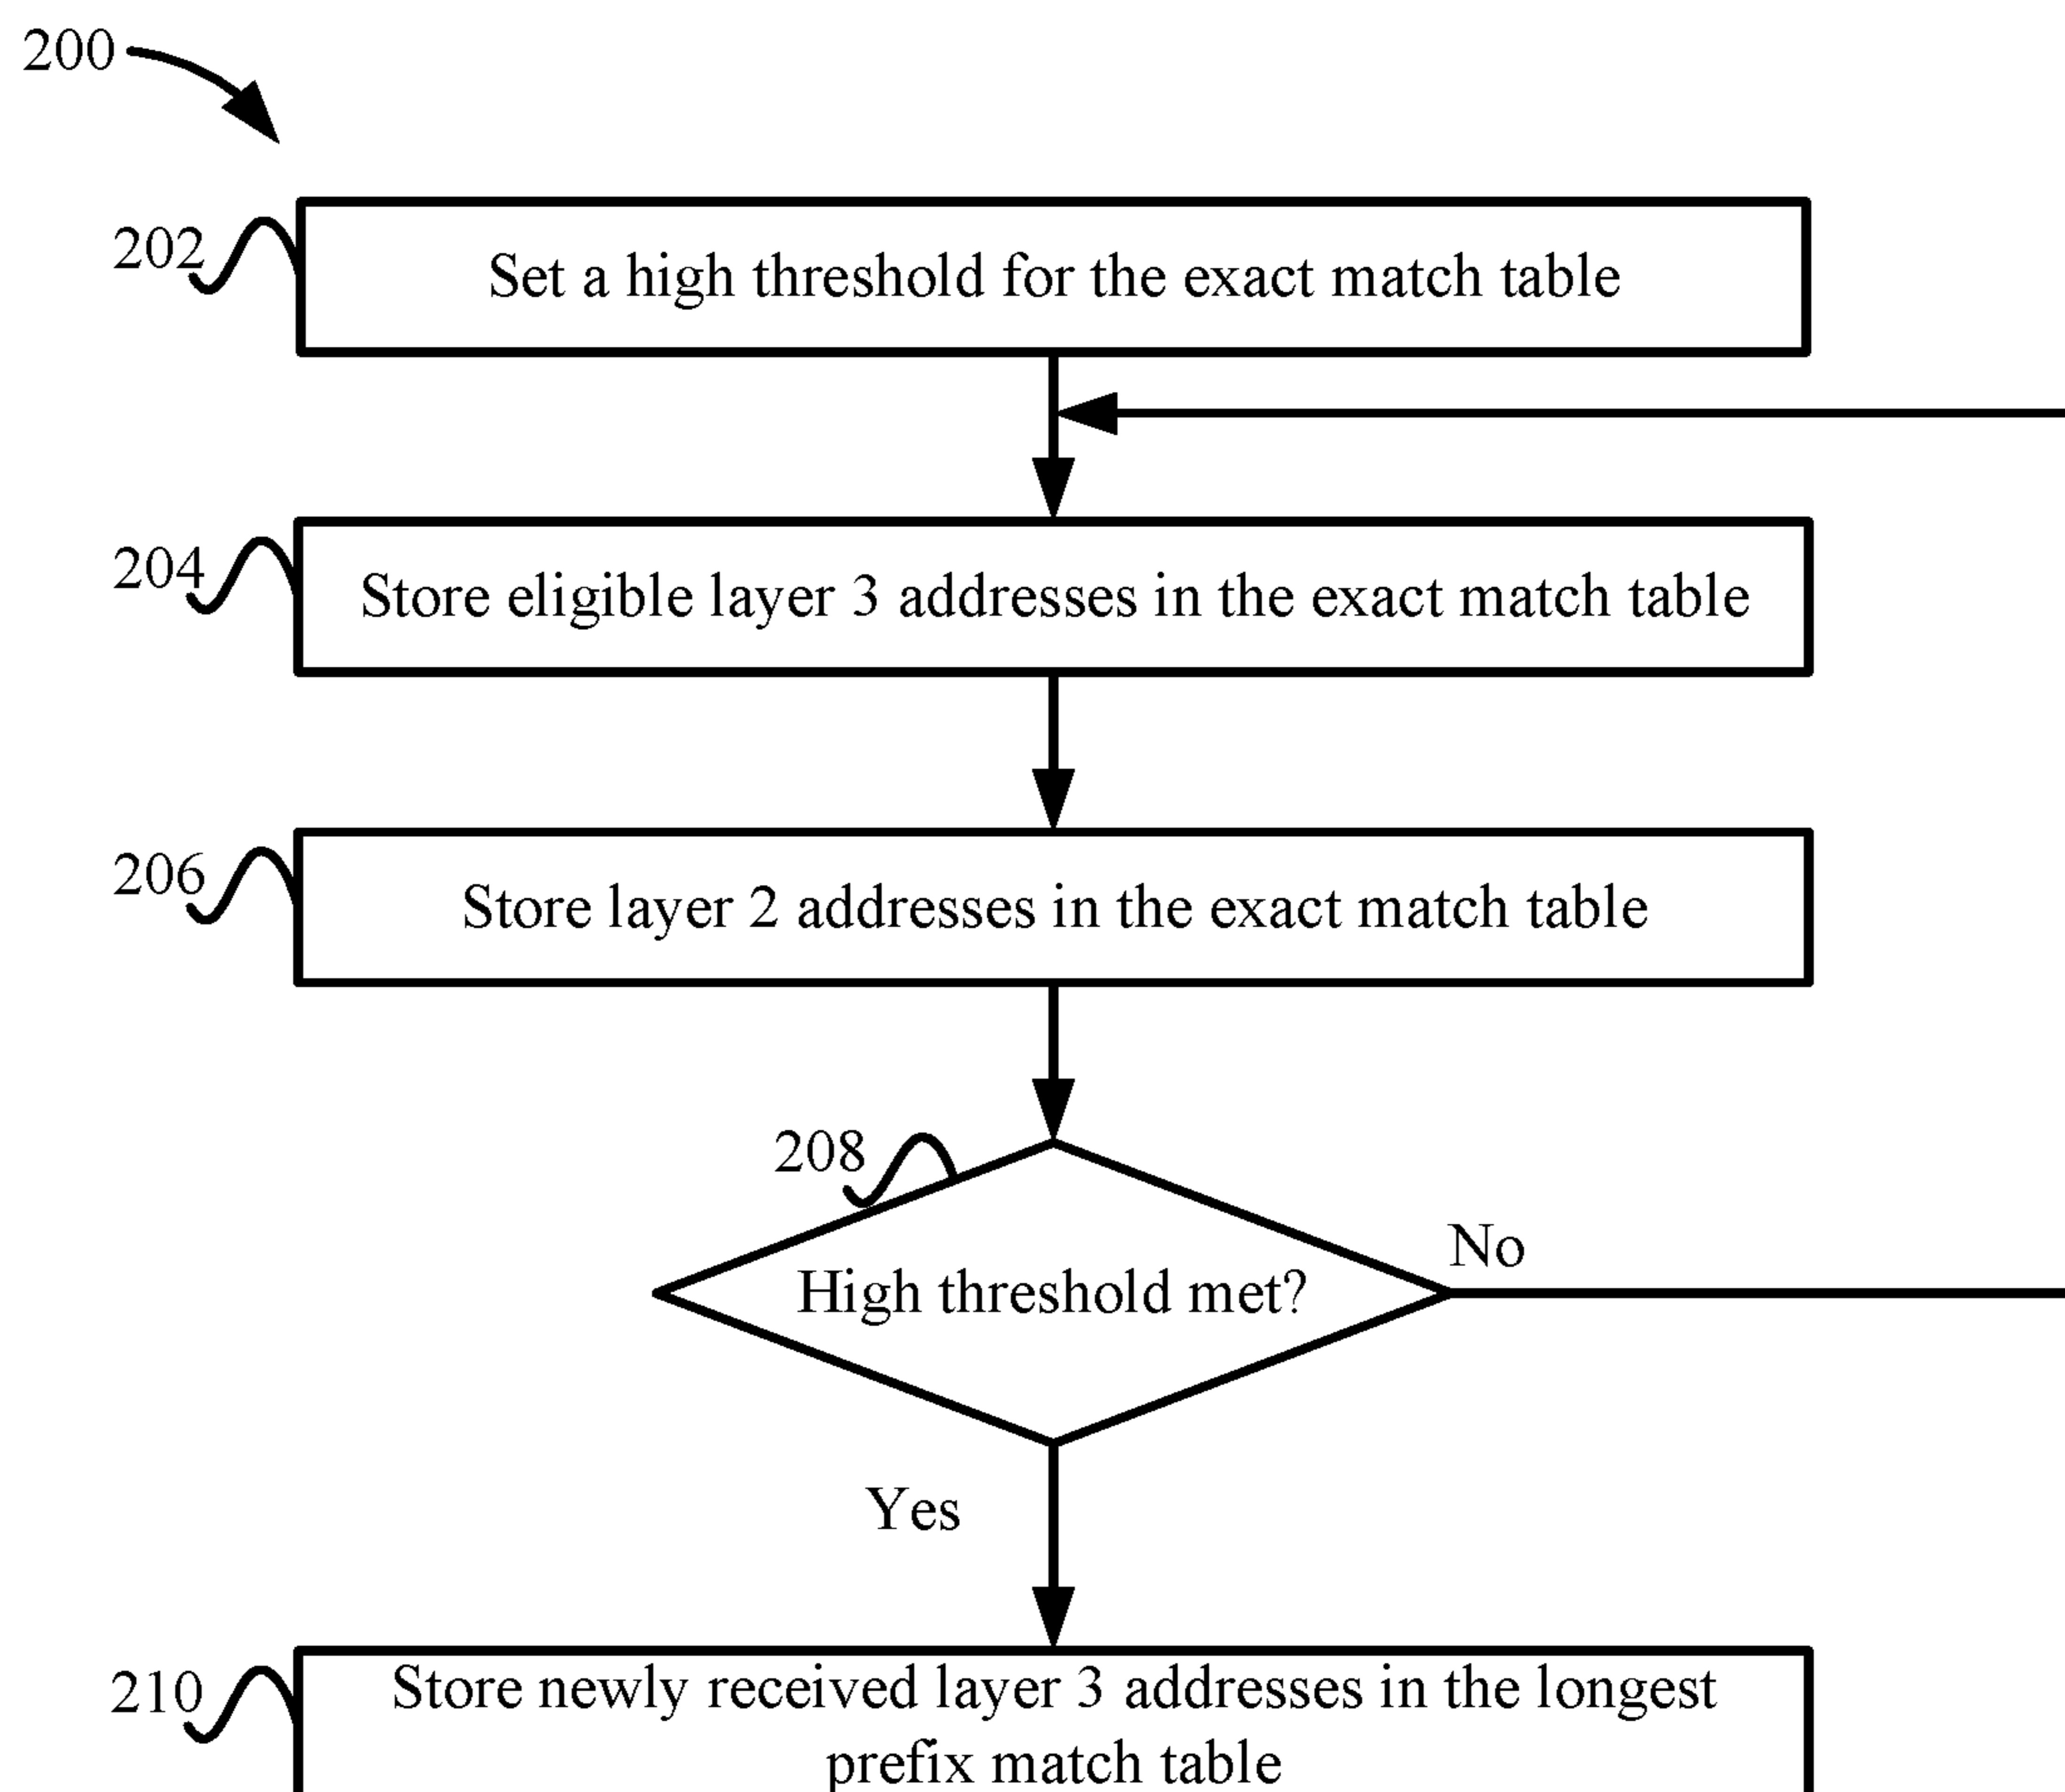 200
202
Set a high threshold for the exact match table
204
Store eligible layer 3 addresses in the exact match table
206
Store layer 2 addresses in the exact match table
208
High threshold met?
No
Yes
210
Store newly received layer 3 addresses in the longest
prefix match table